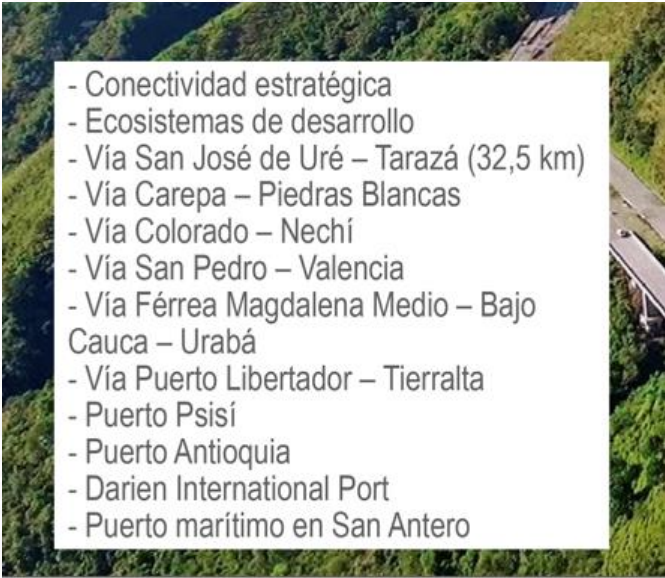 - Conectividad estratégica
- Ecosistemas de desarrollo
- Vía San José de Uré – Tarazá (32,5 km)
- Vía Carepa – Piedras Blancas
- Vía Colorado – Nechí
- Vía San Pedro – Valencia
- Vía Férrea Magdalena Medio – Bajo
Cauca – Urabá
- Vía Puerto Libertador – Tierralta
- Puerto Psisí
- Puerto Antioquia
- Darien International Port
- Puerto marítimo en San Antero